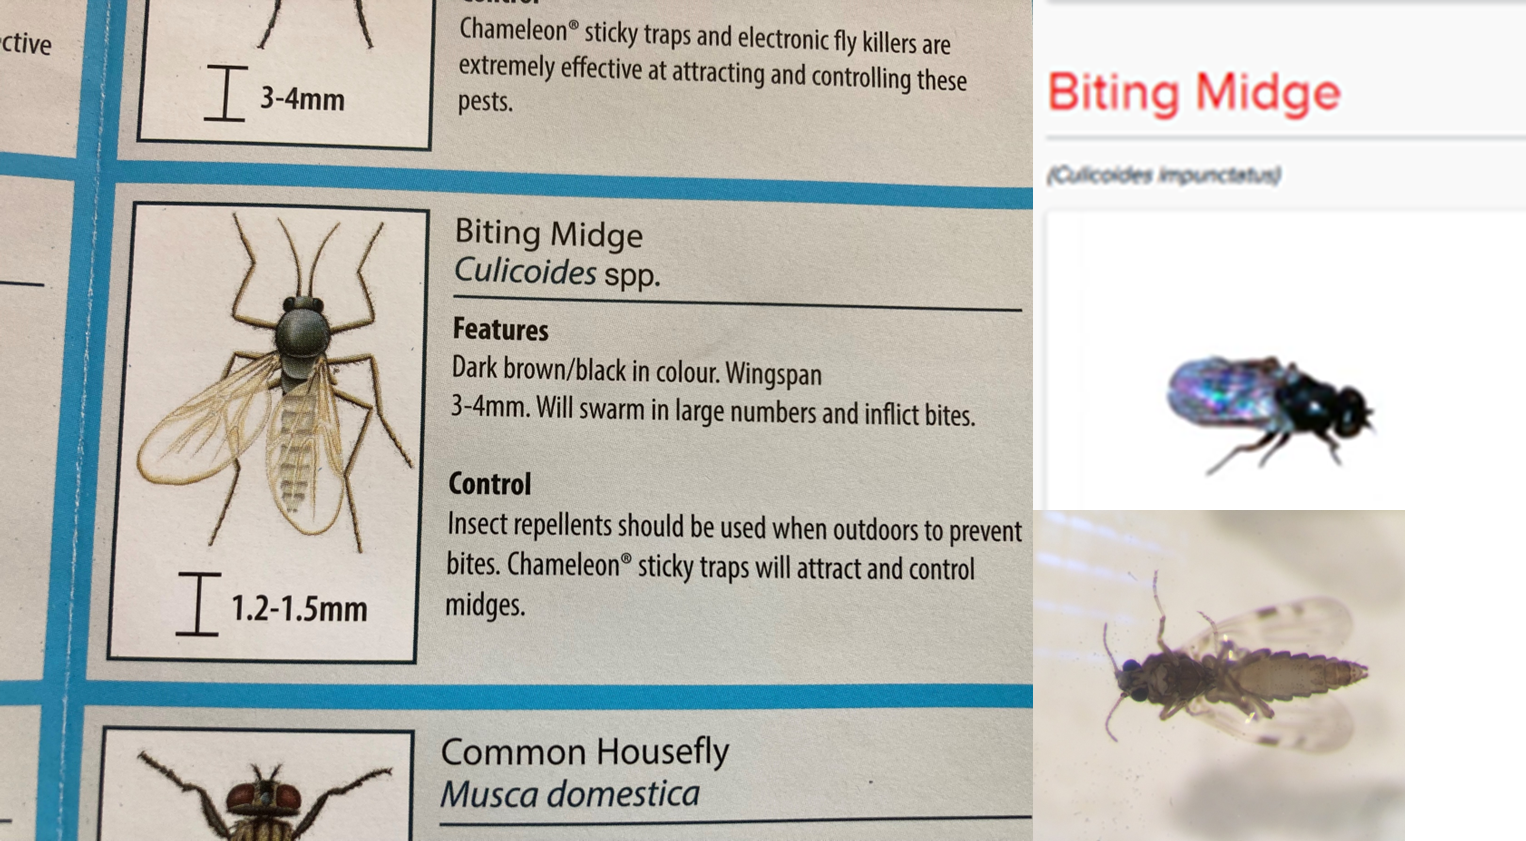 ctive
Chameleon® sticky traps and electronic fly killers are
extremely effective at attracting and controlling these
pests.
3-4mm
Biting Midge
Culicoides spp.
Features
Dark brown/black in colour. Wingspan
3-4mm. Will swarm in large numbers and inflict bites.
Control
Insect repellents should be used when outdoors to prevent
bites. Chameleon® sticky traps will attract and control
midges.
1.2-1.5mm
Common Housefly
Musca domestica
Biting Midge
(Culicoides impunctatus)